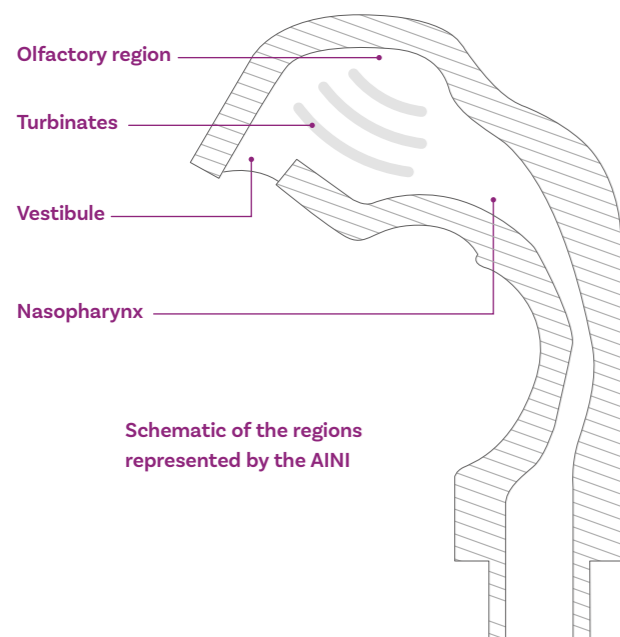 Olfactory region
Turbinates
Vestibule
Nasopharynx
Schematic of the regions
represented by the AINI